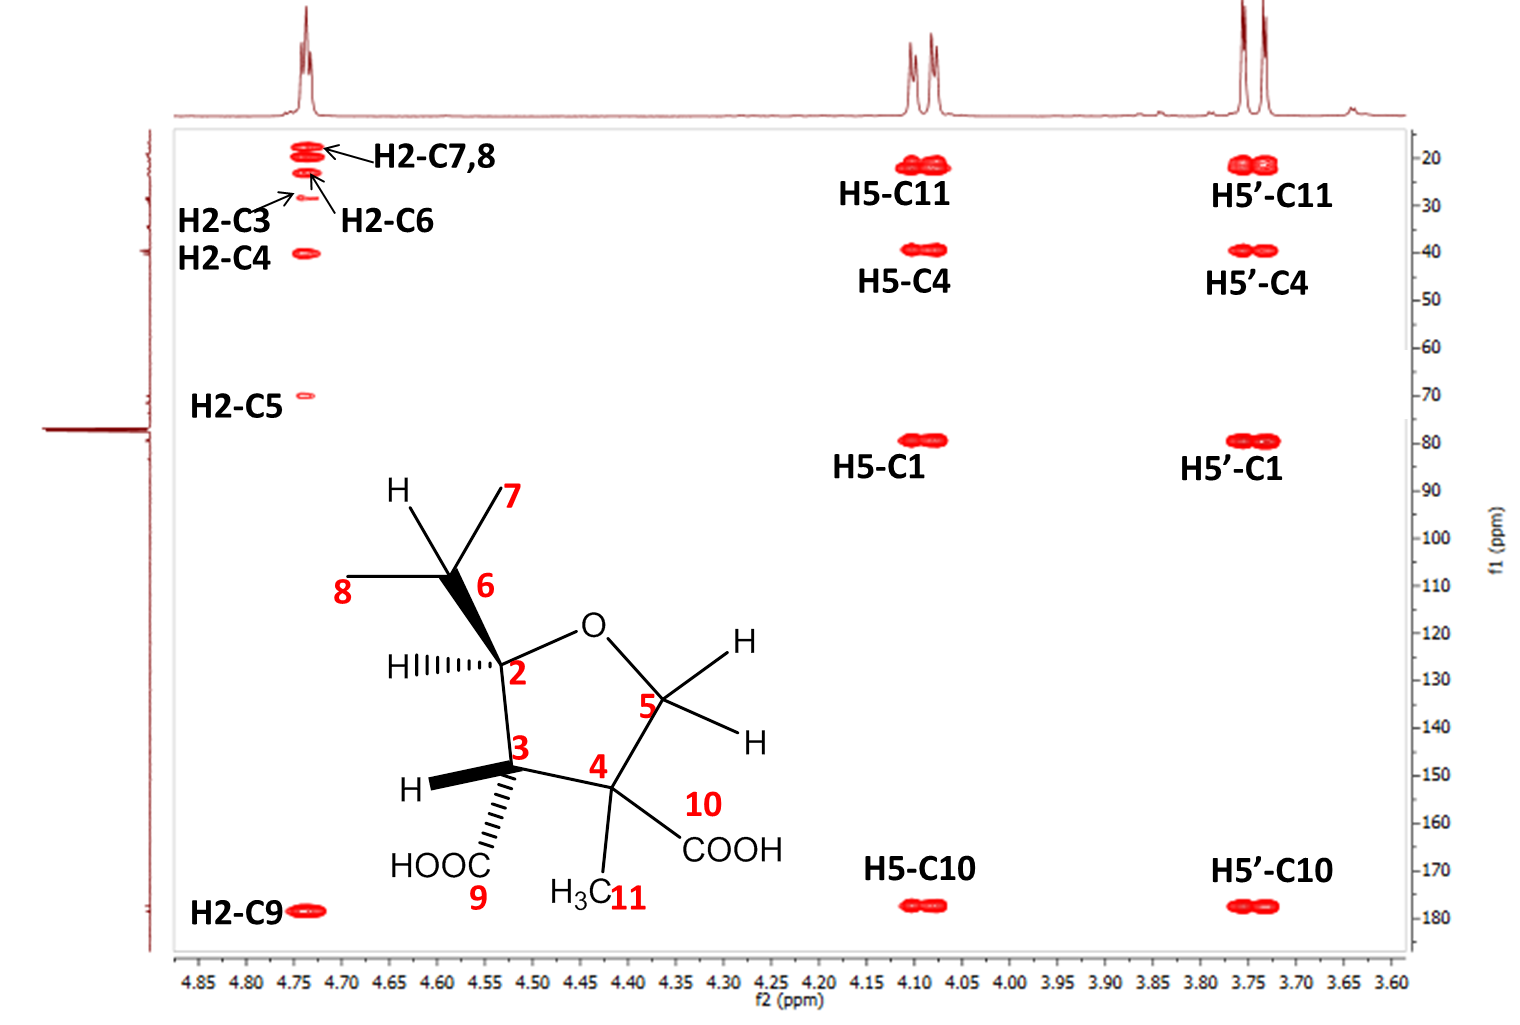 H2-C7,8
H2-C3
H2-C6
H2-C4
H2-C5
H2-C9
H5-C11
H5'-C11
H5-C4
H5'-C4
H5-C1
H5'-C1
H5-C10
H5'-C10
H
7
8
6
O
H
H
2
5
H
3
4
H
10
HOOC
COOH
9
H₃C
11
20
30
40
50
60
70
80
90
100
110
120
130
140
150
160
170
180
f1 (ppm)
4.85 4.80 4.75 4.70 4.65 4.60 4.55 4.50 4.45 4.40 4.35 4.30 4.25 4.20 4.15 4.10 4.05 4.00 3.95 3.90 3.85 3.80 3.75 3.70 3.65 3.60
f2 (ppm)